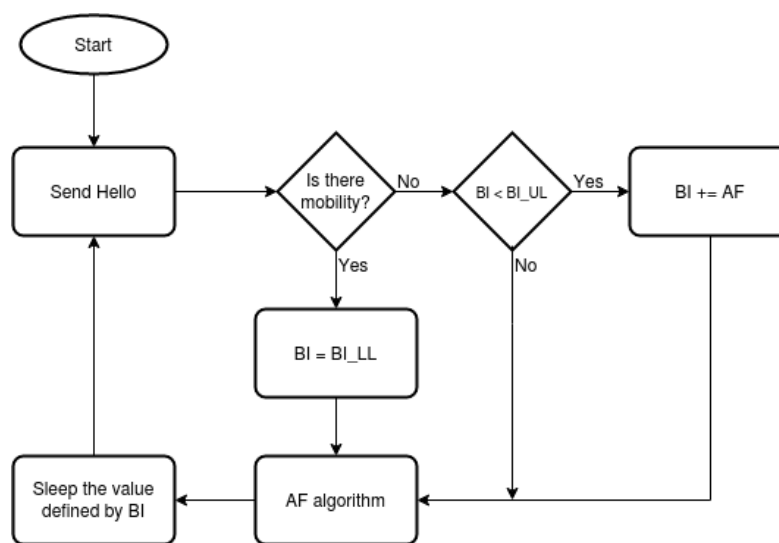 Start
Send Hello
Is there
mobility?
No
BI < BI_UL
Yes
BI += AF
Yes
No
BI = BI_LL
Sleep the value
defined by BI
AF algorithm